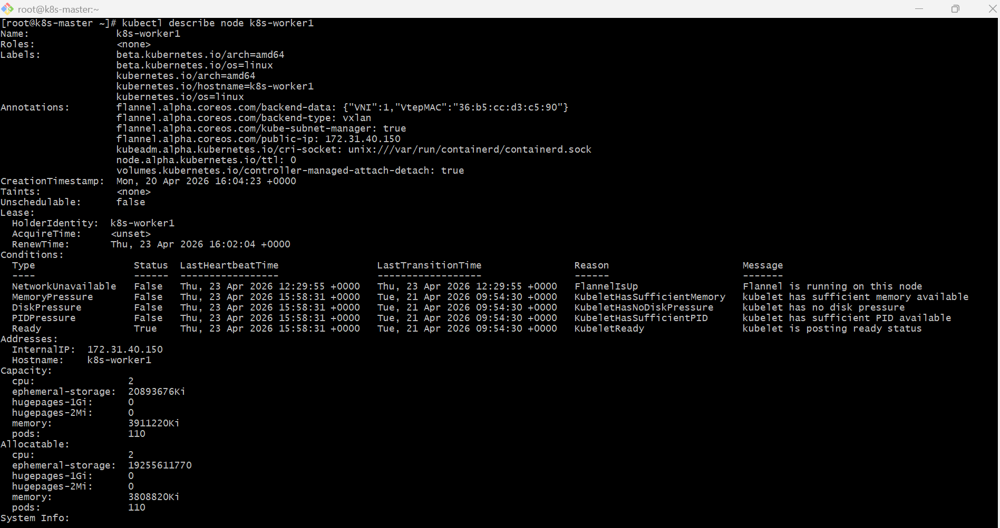 root@k8s-master:~
[root@k8s-master ~]# kubectl describe node k8s-worker1
Name:               k8s-worker1
Roles:              <none>
Labels:             beta.kubernetes.io/arch=amd64
                    beta.kubernetes.io/os=linux
                    kubernetes.io/arch=amd64
                    kubernetes.io/hostname=k8s-worker1
                    kubernetes.io/os=linux
Annotations:        flannel.alpha.coreos.com/backend-data: {"VNI":1,"VtepMAC":"36:b5:cc:d3:c5:90"}
                    flannel.alpha.coreos.com/backend-type: vxlan
                    flannel.alpha.coreos.com/kube-subnet-manager: true
                    flannel.alpha.coreos.com/public-ip: 172.31.40.150
                    kubeadm.alpha.kubernetes.io/cri-socket: unix:///var/run/containerd/containerd.sock
                    node.alpha.kubernetes.io/ttl: 0
                    volumes.kubernetes.io/controller-managed-attach-detach: true
CreationTimestamp:  Mon, 20 Apr 2026 16:04:23 +0000
Taints:             <none>
Unschedulable:      false
Lease:
  HolderIdentity:  k8s-worker1
  AcquireTime:     <unset>
  RenewTime:       Thu, 23 Apr 2026 16:02:04 +0000
Conditions:
  Type                 Status  LastHeartbeatTime                 LastTransitionTime                Reason                       Message
  ----                 ------  -----------------                 ------------------                ------                       -------
  NetworkUnavailable   False   Thu, 23 Apr 2026 12:29:55 +0000   Thu, 23 Apr 2026 12:29:55 +0000   FlannelIsUp                  Flannel is running on this node
  MemoryPressure       False   Thu, 23 Apr 2026 15:58:31 +0000   Tue, 21 Apr 2026 09:54:30 +0000   KubeletHasSufficientMemory   kubelet has sufficient memory available
  DiskPressure         False   Thu, 23 Apr 2026 15:58:31 +0000   Tue, 21 Apr 2026 09:54:30 +0000   KubeletHasNoDiskPressure     kubelet has no disk pressure
  PIDPressure          False   Thu, 23 Apr 2026 15:58:31 +0000   Tue, 21 Apr 2026 09:54:30 +0000   KubeletHasSufficientPID      kubelet has sufficient PID available
  Ready                True    Thu, 23 Apr 2026 15:58:31 +0000   Tue, 21 Apr 2026 09:54:30 +0000   KubeletReady                 kubelet is posting ready status
Addresses:
  InternalIP:  172.31.40.150
  Hostname:    k8s-worker1
Capacity:
  cpu:                2
  ephemeral-storage:  20893676Ki
  hugepages-1Gi:      0
  hugepages-2Mi:      0
  memory:             3911220Ki
  pods:               110
Allocatable:
  cpu:                2
  ephemeral-storage:  19255611770
  hugepages-1Gi:      0
  hugepages-2Mi:      0
  memory:             3808820Ki
  pods:               110
System Info: